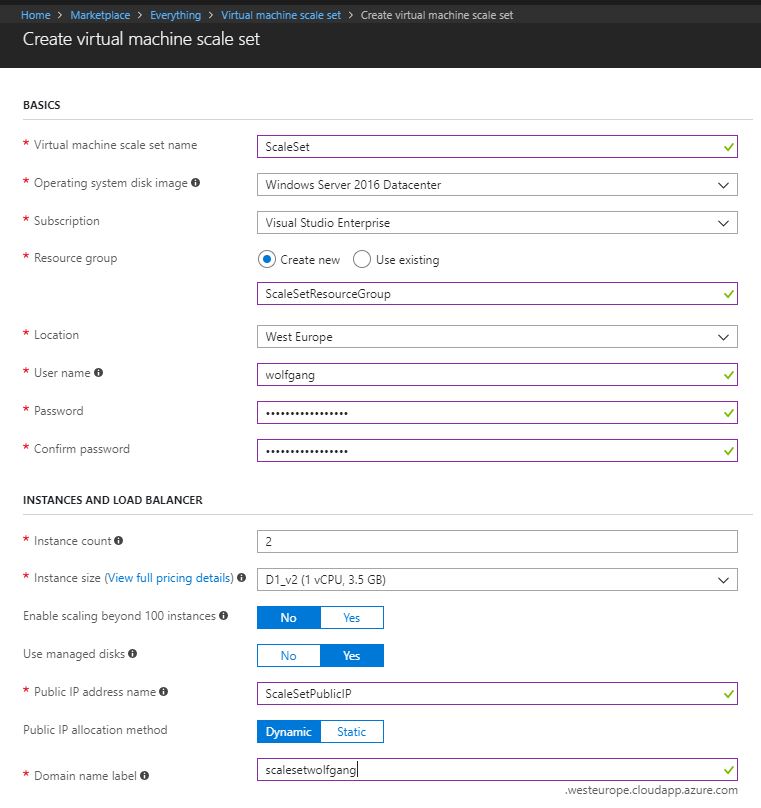 Home > Marketplace > Everything > Virtual machine scale set > Create virtual machine scale set
Create virtual machine scale set
BASICS
* Virtual machine scale set name ScaleSet
* Operating system disk image Windows Server 2016 Datacenter
* Subscription Visual Studio Enterprise
* Resource group Create new Use existing
ScaleSetResourceGroup
* Location West Europe
* User name wolfgang
* Password •••••••••••••••••
* Confirm password •••••••••••••••••
INSTANCES AND LOAD BALANCER
* Instance count 2
* Instance size (View full pricing details) D1_v2 (1 vCPU, 3.5 GB)
Enable scaling beyond 100 instances No Yes
Use managed disks No Yes
* Public IP address name ScaleSetPublicIP
Public IP allocation method Dynamic Static
* Domain name label scalesetwolfgang
.westeurope.cloudapp.azure.com